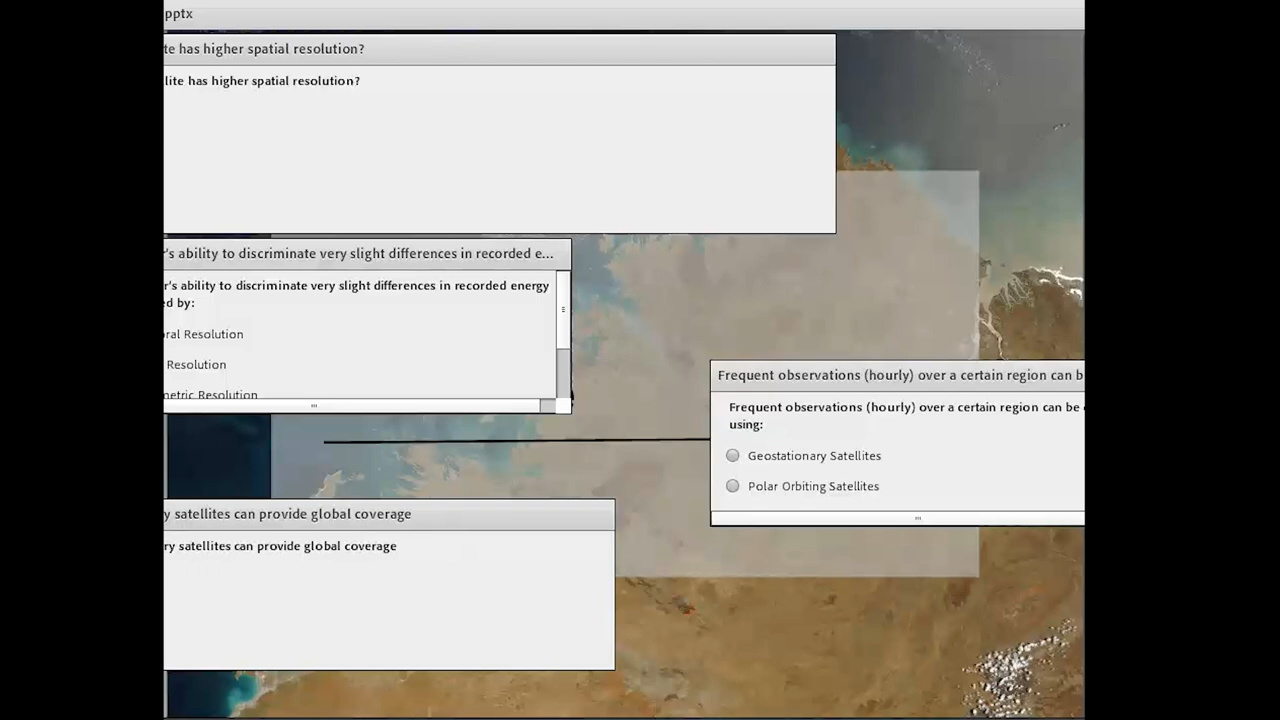 pptx
te has higher spatial resolution?
lite has higher spatial resolution?
r's ability to discriminate very slight differences in recorded e...
r's ability to discriminate very slight differences in recorded energy
ed by:
ral Resolution
Resolution
metric Resolution
Frequent observations (hourly) over a certain region can b
Frequent observations (hourly) over a certain region can be
using:
Geostationary Satellites
Polar Orbiting Satellites
y satellites can provide global coverage
ry satellites can provide global coverage